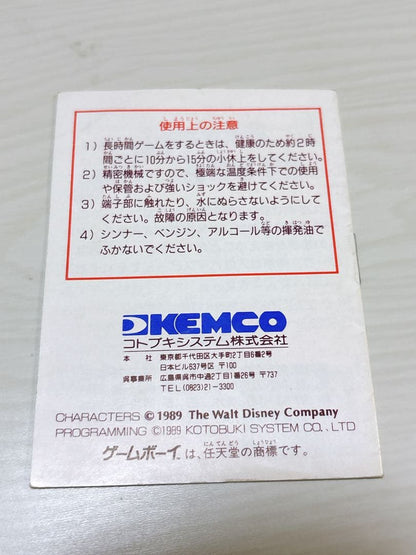 使用上の注意
1）長時間ゲームをするときは、健康のため約２時
間ごとに10分から15分の小休止をしてください。
2）精密機械ですので、極端な温度条件下での使用
や保管および強いショックを避けてください。
3）端子部に触れたり、水にぬらさないようにして
ください。故障の原因となります。
4）シンナー、ベンジン、アルコール等の揮発油で
ふかないでください。
KEMCO
コトブキシステム株式会社
本　社　東京都千代田区大手町2丁目6番2号
日本ビル637号区 〒100
呉事務所　広島県呉市中通2丁目1番26号 〒737
TEL(0823)21-3300
CHARACTERS © 1989 The Walt Disney Company
PROGRAMMING ©1989 KOTOBUKI SYSTEM CO., LTD
ゲームボーイは、任天堂の商標です。